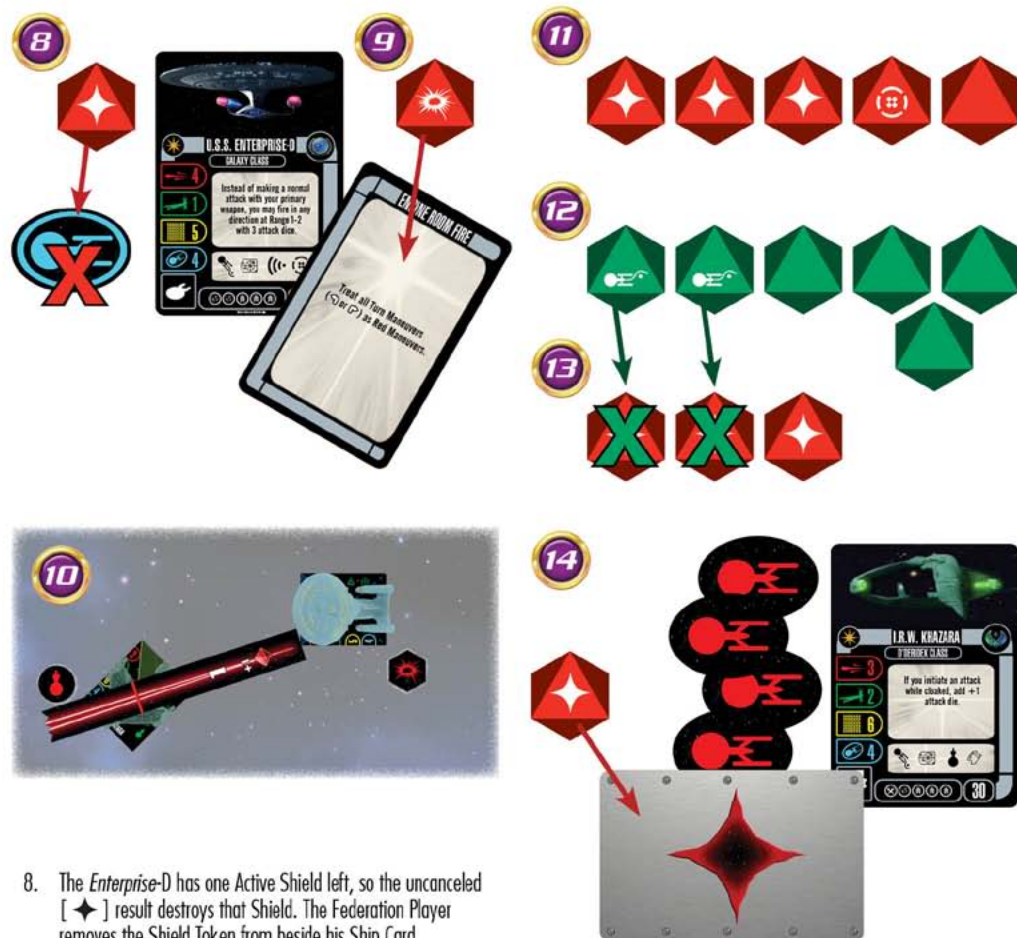 8
9
U.S.S. ENTERPRISE-D
GALAXY CLASS
4
1
5
4
Instead of making a normal
attack with your primary
weapon, you may fire in any
direction at Range 1-2
with 3 attack dice.
ENGINE ROOM FIRE
Treat all Turn Maneuvers
( or ) as Red Maneuvers.
11
12
13
10
1
14
I.R.W. KHAZARA
D'DERIDEX CLASS
3
2
6
4
If you initiate an attack
while cloaked, add +1
attack die.
30
8. The Enterprise-D has one Active Shield left, so the uncanceled
[ ✦ ] result destroys that Shield. The Federation Player
removes the Shield Token from beside his Ship Card.